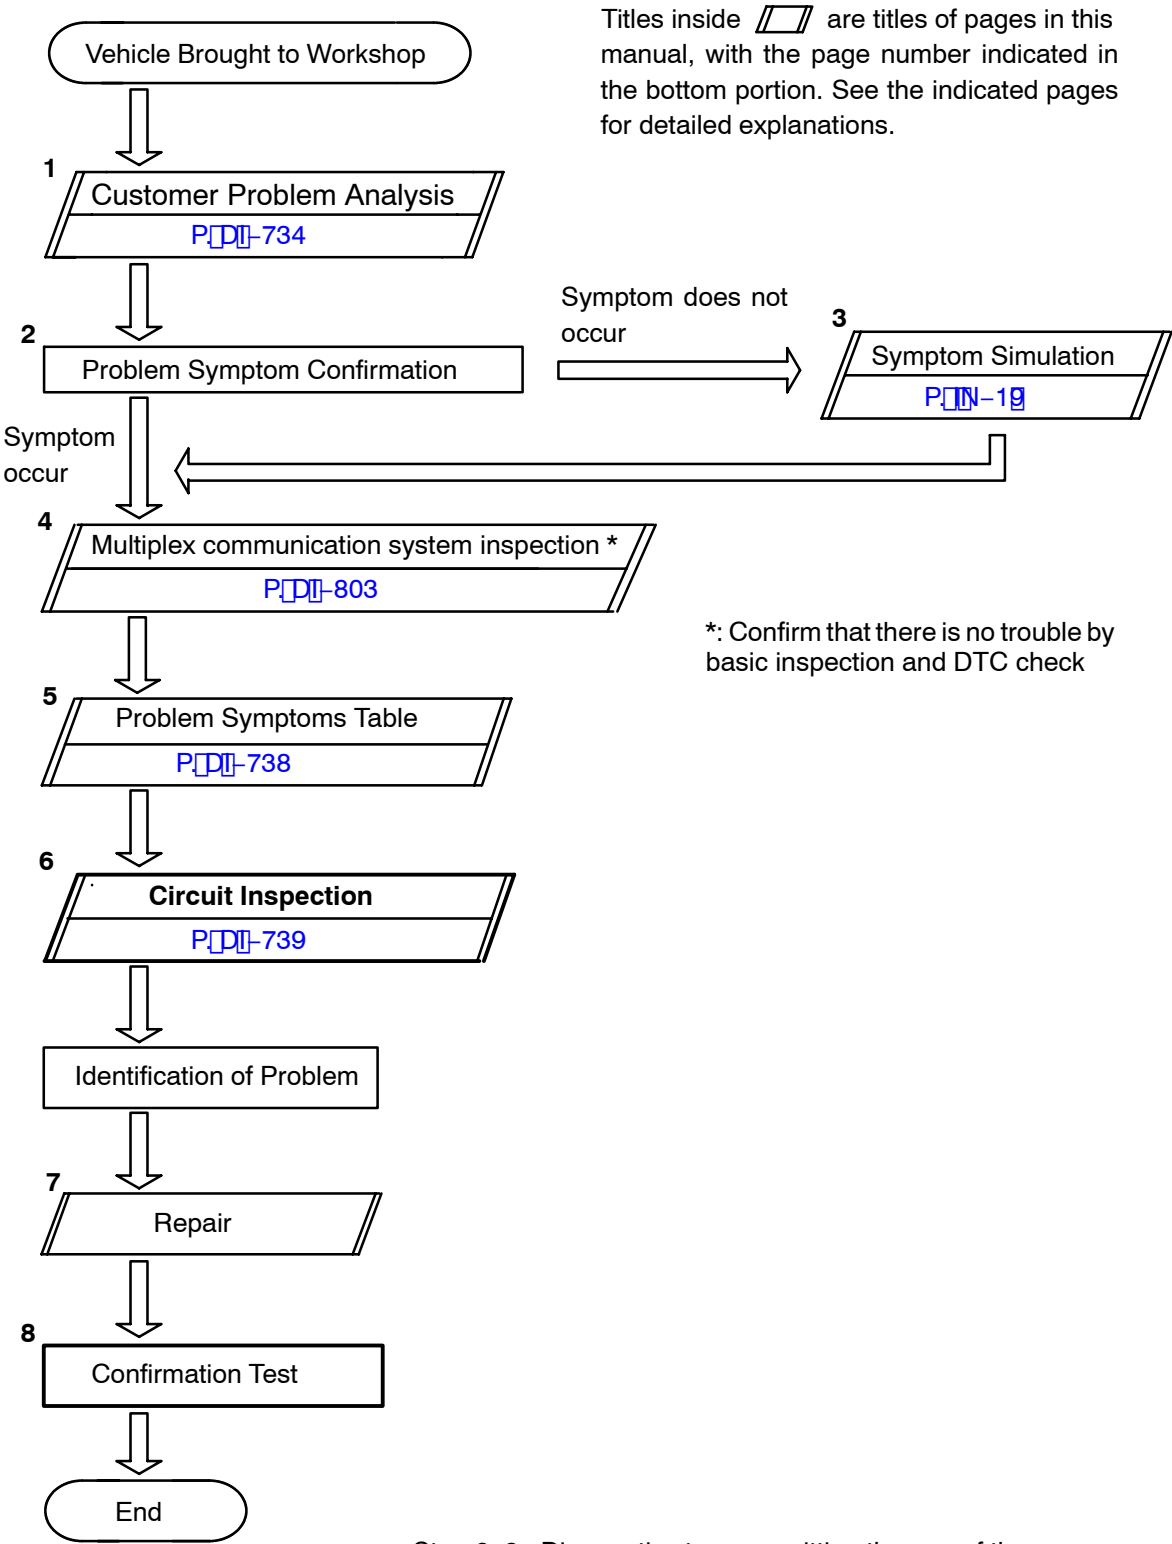 Titles inside are titles of pages in this
manual, with the page number indicated in
the bottom portion. See the indicated pages
for detailed explanations.
Vehicle Brought to Workshop
1
Customer Problem Analysis
P. DI–734
2
Problem Symptom Confirmation
Symptom does not
occur
3
Symptom Simulation
P. IN–19
Symptom
occur
4
Multiplex communication system inspection *
P. DI–803
*: Confirm that there is no trouble by
basic inspection and DTC check
5
Problem Symptoms Table
P. DI–738
6
Circuit Inspection
P. DI–739
Identification of Problem
7
Repair
8
Confirmation Test
End